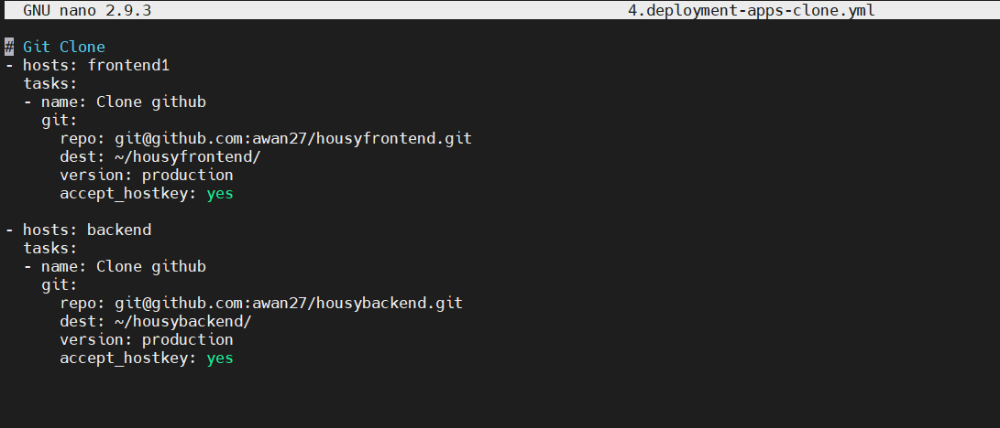 GNU nano 2.9.3 4.deployment-apps-clone.yml
# Git Clone
- hosts: frontend1
  tasks:
  - name: Clone github
    git:
      repo: git@github.com:awan27/housyfrontend.git
      dest: ~/housyfrontend/
      version: production
      accept_hostkey: yes
- hosts: backend
  tasks:
  - name: Clone github
    git:
      repo: git@github.com:awan27/housybackend.git
      dest: ~/housybackend/
      version: production
      accept_hostkey: yes